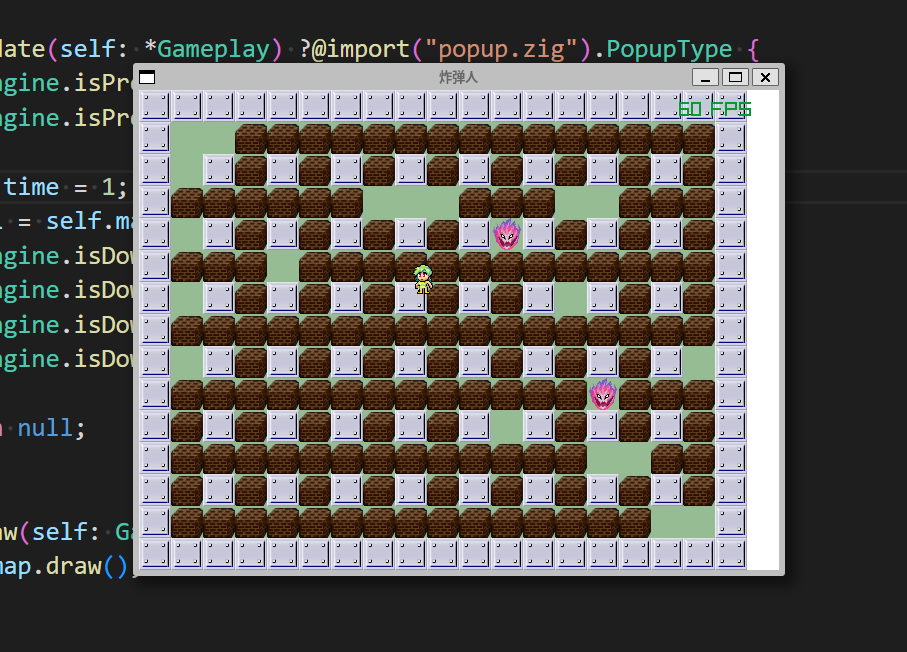 date(self: *Gameplay) ?@import("popup.zig").PopupType {
炸弹人
ngine.isPre
50 FPS
ngine.isPre
time = 1;
= self.ma
ngine.isDow
ngine.isDow
ngine.isDow
ngine.isDow
null;
aw(self: Ga
map.draw()